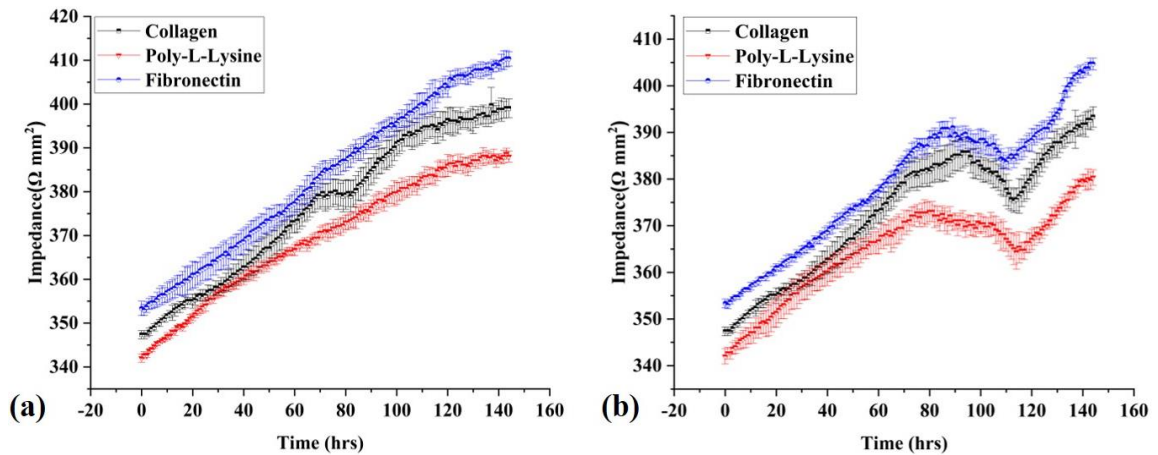 Collagen
Poly-L-Lysine
Fibronectin
420
410
400
390
380
370
360
350
340
Impedance(Ω mm²)
-20 0 20 40 60 80 100 120 140 160
Time (hrs)
(a)
Collagen
Poly-L-Lysine
Fibronectin
410
400
390
380
370
360
350
340
Impedance(Ω mm²)
-20 0 20 40 60 80 100 120 140 160
Time (hrs)
(b)